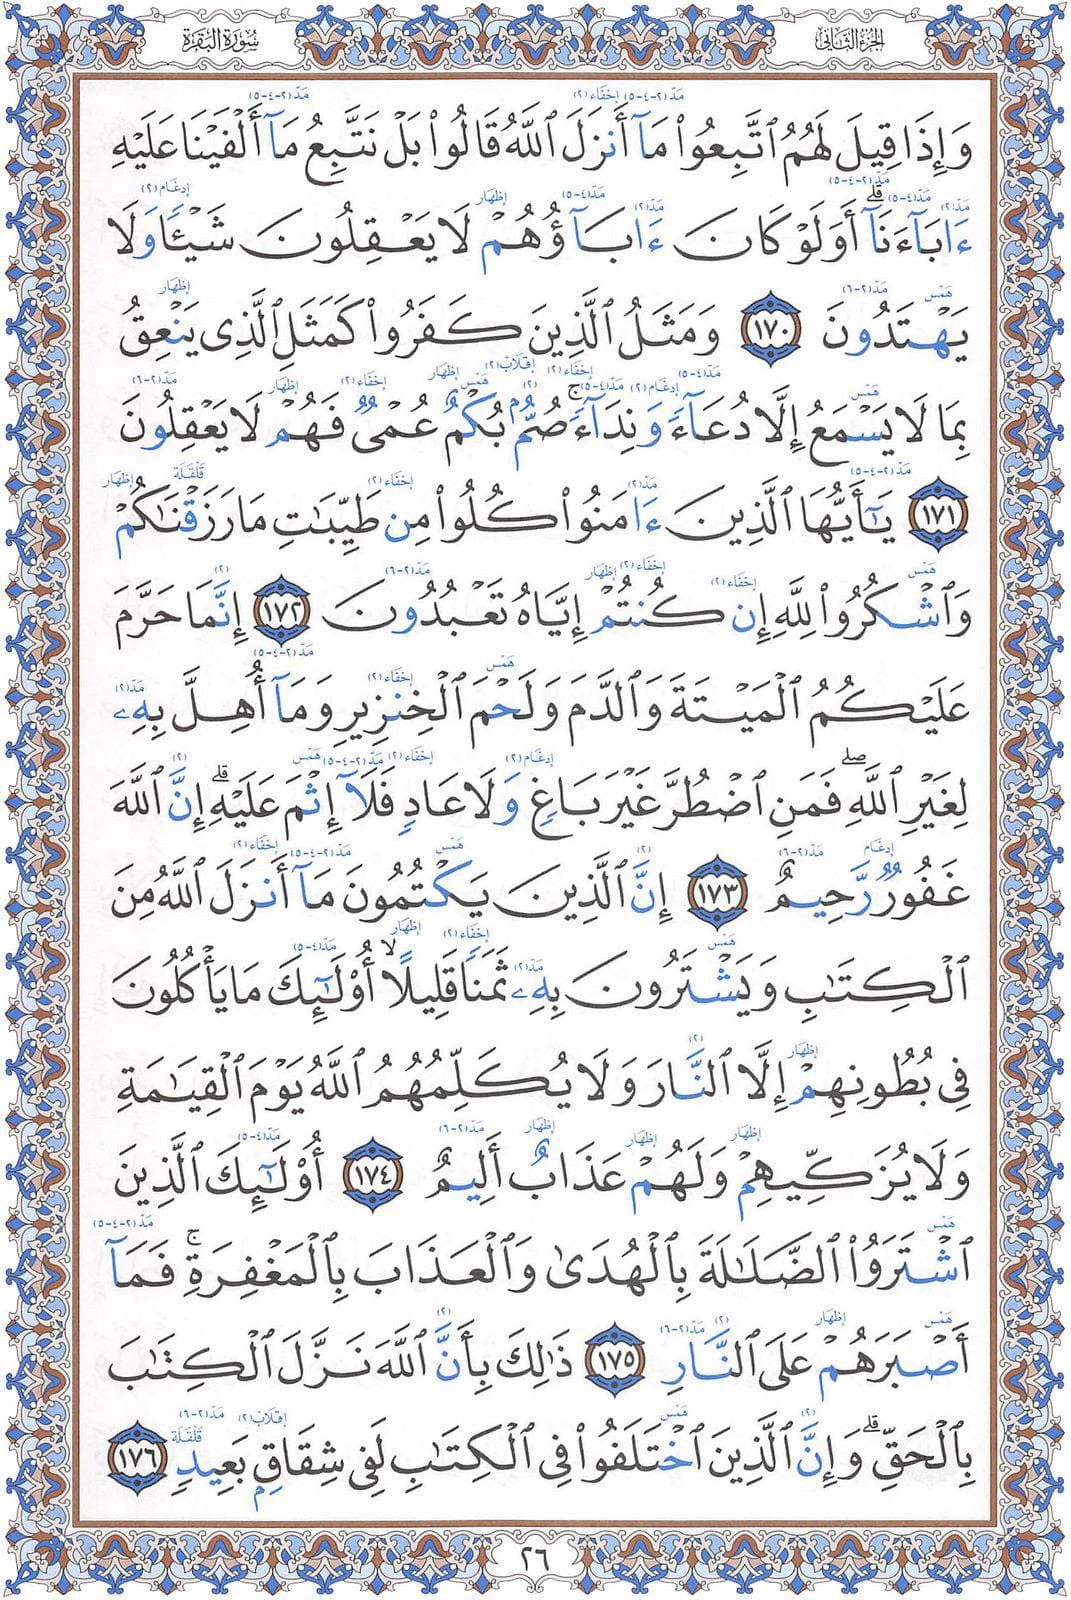 الجزء الثاني
سورة البقرة
وَإِذَا قِيلَ لَهُمُ ٱتَّبِعُوا۟ مَآ أَنزَلَ ٱللَّهُ قَالُوا۟ بَلْ نَتَّبِعُ مَآ أَلْفَيْنَا عَلَيْهِ
ءَابَآءَنَآ ۗ أَوَلَوْ كَانَ ءَابَآؤُهُمْ لَا يَعْقِلُونَ شَيْـًٔا وَلَا
يَهْتَدُونَ ١٧٠ وَمَثَلُ ٱلَّذِينَ كَفَرُوا۟ كَمَثَلِ ٱلَّذِى يَنْعِقُ
بِمَا لَا يَسْمَعُ إِلَّا دُعَآءً وَنِدَآءً ۚ صُمٌّۢ بُكْمٌ عُمْىٌ فَهُمْ لَا يَعْقِلُونَ
١٧١ يَـٰٓأَيُّهَا ٱلَّذِينَ ءَامَنُوا۟ كُلُوا۟ مِن طَيِّبَـٰتِ مَا رَزَقْنَـٰكُمْ
وَٱشْكُرُوا۟ لِلَّهِ إِن كُنتُمْ إِيَّاهُ تَعْبُدُونَ ١٧٢ إِنَّمَا حَرَّمَ
عَلَيْكُمُ ٱلْمَيْتَةَ وَٱلدَّمَ وَلَحْمَ ٱلْخِنزِيرِ وَمَآ أُهِلَّ بِهِۦ
لِغَيْرِ ٱللَّهِ ۖ فَمَنِ ٱضْطُرَّ غَيْرَ بَاغٍ وَلَا عَادٍ فَلَآ إِثْمَ عَلَيْهِ ۗ إِنَّ ٱللَّهَ
غَفُورٌ رَّحِيمٌ ١٧٣ إِنَّ ٱلَّذِينَ يَكْتُمُونَ مَآ أَنزَلَ ٱللَّهُ مِنَ
ٱلْكِتَـٰبِ وَيَشْتَرُونَ بِهِۦ ثَمَنًا قَلِيلًا ۙ أُو۟لَـٰٓئِكَ مَا يَأْكُلُونَ
فِى بُطُونِهِمْ إِلَّا ٱلنَّارَ وَلَا يُكَلِّمُهُمُ ٱللَّهُ يَوْمَ ٱلْقِيَـٰمَةِ
وَلَا يُزَكِّيهِمْ وَلَهُمْ عَذَابٌ أَلِيمٌ ١٧٤ أُو۟لَـٰٓئِكَ ٱلَّذِينَ
ٱشْتَرَوُا۟ ٱلضَّلَـٰلَةَ بِٱلْهُدَىٰ وَٱلْعَذَابَ بِٱلْمَغْفِرَةِ ۚ فَمَآ
أَصْبَرَهُمْ عَلَى ٱلنَّارِ ١٧٥ ذَٰلِكَ بِأَنَّ ٱللَّهَ نَزَّلَ ٱلْكِتَـٰبَ
بِٱلْحَقِّ ۗ وَإِنَّ ٱلَّذِينَ ٱخْتَلَفُوا۟ فِى ٱلْكِتَـٰبِ لَفِى شِقَاقٍۭ بَعِيدٍ ١٧٦
٢٦